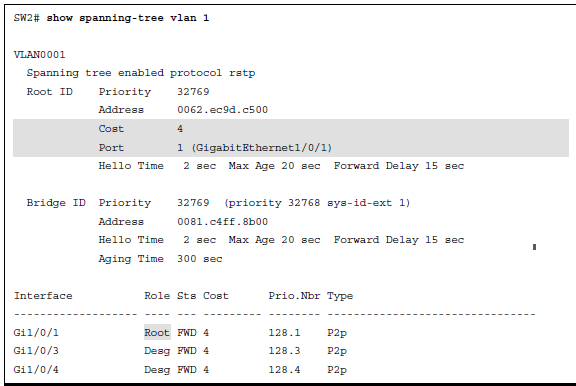 SW2# show spanning-tree vlan 1
VLAN0001
Spanning tree enabled protocol rstp
Root ID Priority 32769
Address 0062.ec9d.c500
Cost 4
Port 1 (GigabitEthernet1/0/1)
Hello Time 2 sec Max Age 20 sec Forward Delay 15 sec
Bridge ID Priority 32769 (priority 32768 sys-id-ext 1)
Address 0081.c4ff.8b00
Hello Time 2 sec Max Age 20 sec Forward Delay 15 sec
Aging Time 300 sec
Interface Role Sts Cost Prio.Nbr Type
------------------- ---- --- --------- -------- --------------------------------
Gi1/0/1 Root FWD 4 128.1 P2p
Gi1/0/3 Desg FWD 4 128.3 P2p
Gi1/0/4 Desg FWD 4 128.4 P2p